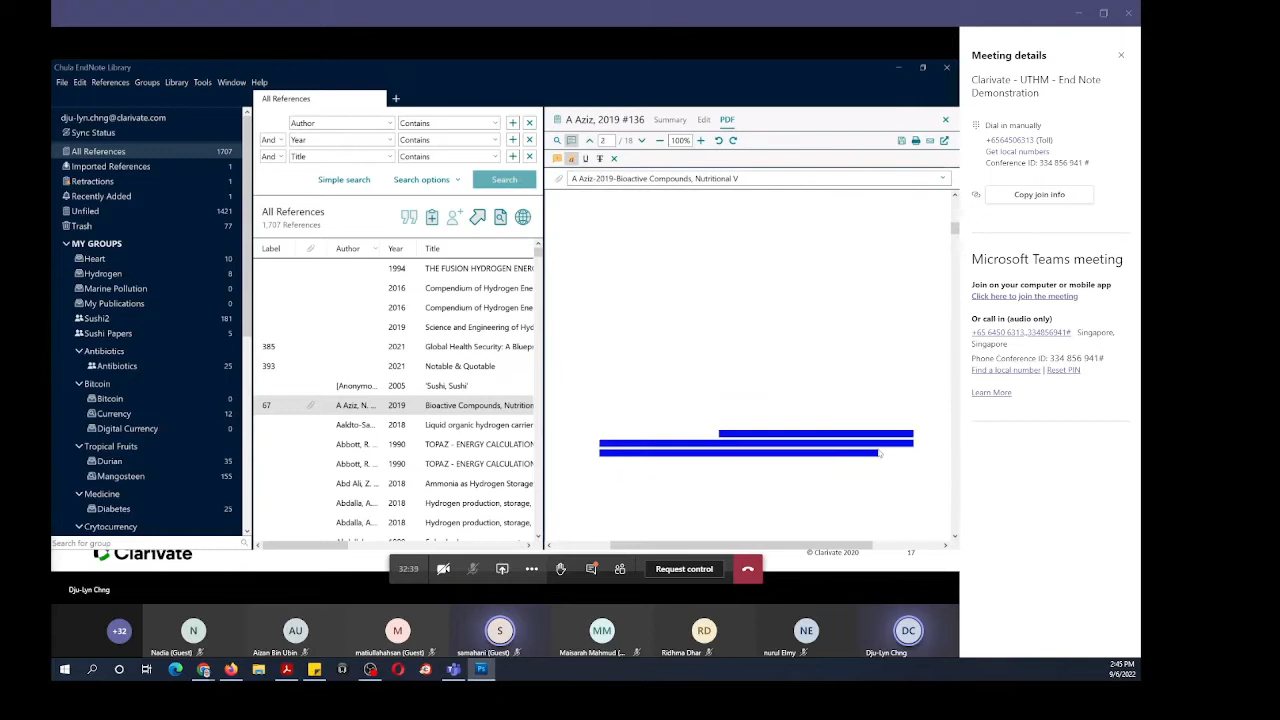 Chula EndNote Library
File Edit References Groups Library Tools Window Help
dju-lyn.chng@clarivate.com
Sync Status
All References 1707
Imported References 1
Retractions 1
Recently Added 1
Unfiled 1421
Trash 77
MY GROUPS
Heart 10
Hydrogen 8
Marine Pollution 0
My Publications 0
Sushi2 181
Sushi Papers 5
Antibiotics
Antibiotics 25
Bitcoin
Bitcoin 0
Currency 12
Digital Currency 0
Tropical Fruits
Durian 35
Mangosteen 155
Medicine
Diabetes 25
Crytocurrency
Search for group
All References +
Author Contains
And Year Contains
And Title Contains
Simple search Search options Search
All References
1,707 References
Label Author Year Title
1994 THE FUSION HYDROGEN ENER
2016 Compendium of Hydrogen Ene
2016 Compendium of Hydrogen Ene
2019 Science and Engineering of Hyd
385 2021 Global Health Security: A Bluepr
393 2021 Notable & Quotable
[Anonymo... 2005 'Sushi, Sushi'
67 A Aziz, N. ... 2019 Bioactive Compounds, Nutrition
Aaldto-Sa... 2018 Liquid organic hydrogen carrier
Abbott, R. ... 1990 TOPAZ - ENERGY CALCULATION
Abbott, R. ... 1990 TOPAZ - ENERGY CALCULATION
Abd Ali, Z. ... 2018 Ammonia as Hydrogen Storage
Abdalla, A... 2018 Hydrogen production, storage,
Abdalla, A... 2018 Hydrogen production, storage,
A Aziz, 2019 #136 Summary Edit PDF
2 / 18 100%
A Aziz-2019-Bioactive Compounds, Nutritional V
Clarivate
© Clarivate 2020 17
32:39 Request control
Dju-Lyn Chng
+32 N AU M S MM RD NE DC
Nadia (Guest) Aizan Bin Ubin matiullahahsan (Guest) samahani (Guest) Maisarah Mahmud (... Ridhma Dhar nurul Elmy Dju-Lyn Chng
Meeting details
Clarivate - UTHM - End Note
Demonstration
Dial in manually
+6564506313 (Toll)
Get local numbers
Conference ID: 334 856 941 #
Copy join info
Microsoft Teams meeting
Join on your computer or mobile app
Click here to join the meeting
Or call in (audio only)
+65 6450 6313,,334856941# Singapore,
Singapore
Phone Conference ID: 334 856 941#
Find a local number | Reset PIN
Learn More
2:45 PM
9/6/2022